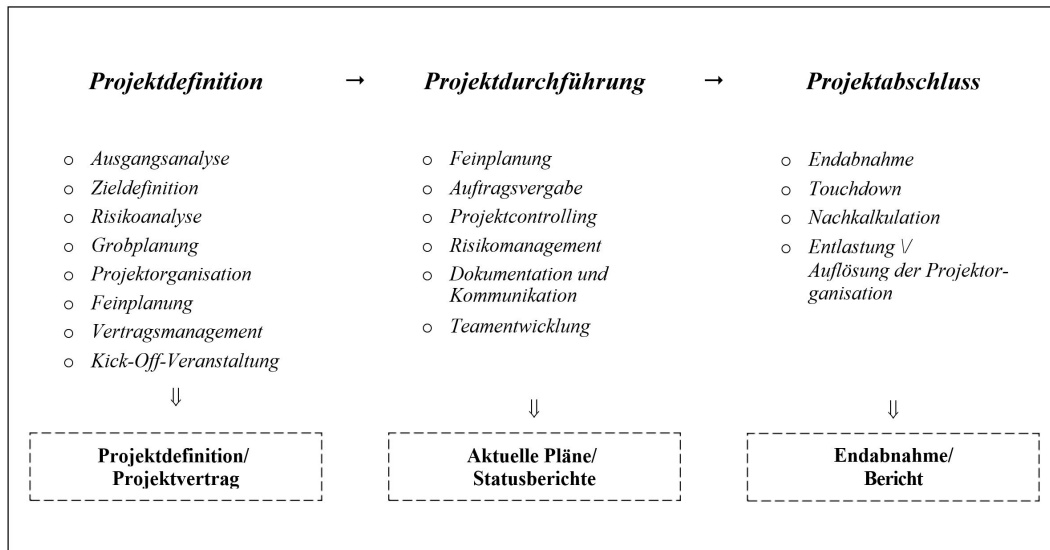 Projektdefinition → Projektdurchführung → Projektabschluss
o Ausgangsanalyse
o Zieldefinition
o Risikoanalyse
o Grobplanung
o Projektorganisation
o Feinplanung
o Vertragsmanagement
o Kick-Off-Veranstaltung
⇓
Projektdefinition/
Projektvertrag
o Feinplanung
o Auftragsvergabe
o Projektcontrolling
o Risikomanagement
o Dokumentation und
Kommunikation
o Teamentwicklung
⇓
Aktuelle Pläne/
Statusberichte
o Endabnahme
o Touchdown
o Nachkalkulation
o Entlastung \/
Auflösung der Projektor-
ganisation
⇓
Endabnahme/
Bericht